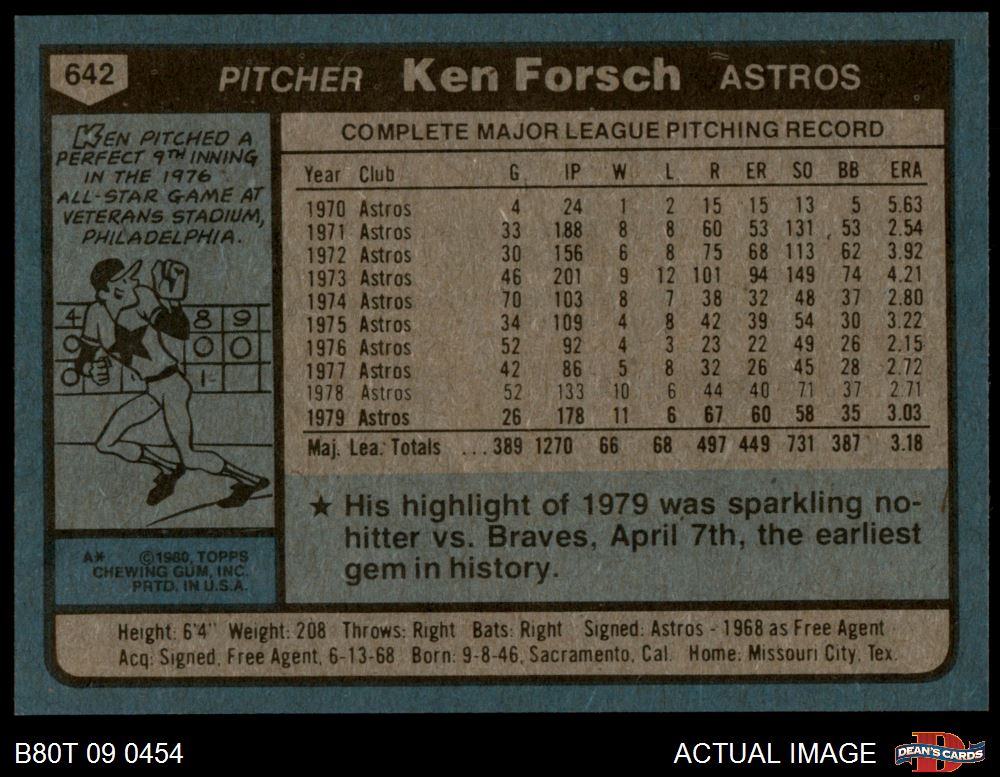 642 PITCHER Ken Forsch ASTROS
KEN PITCHED A
PERFECT 9TH INNING
IN THE 1976
ALL-STAR GAME AT
VETERANS STADIUM,
PHILADELPHIA.
4 8 9
0 0 0
0 1
A* ©1980, TOPPS
CHEWING GUM, INC.
PRTD. IN U.S.A.
COMPLETE MAJOR LEAGUE PITCHING RECORD
Year Club G IP W L R ER SO BB ERA
1970 Astros 4 24 1 2 15 15 13 5 5.63
1971 Astros 33 188 8 8 60 53 131 53 2.54
1972 Astros 30 156 6 8 75 68 113 62 3.92
1973 Astros 46 201 9 12 101 94 149 74 4.21
1974 Astros 70 103 8 7 38 32 48 37 2.80
1975 Astros 34 109 4 8 42 39 54 30 3.22
1976 Astros 52 92 4 3 23 22 49 26 2.15
1977 Astros 42 86 5 8 32 26 45 28 2.72
1978 Astros 52 133 10 6 44 40 71 37 2.71
1979 Astros 26 178 11 6 67 60 58 35 3.03
Maj. Lea. Totals ... 389 1270 66 68 497 449 731 387 3.18
★ His highlight of 1979 was sparkling no-
hitter vs. Braves, April 7th, the earliest
gem in history.
Height: 6'4" Weight: 208 Throws: Right Bats: Right Signed: Astros - 1968 as Free Agent
Acq: Signed, Free Agent, 6-13-68 Born: 9-8-46, Sacramento, Cal. Home: Missouri City, Tex.
B80T 09 0454 ACTUAL IMAGE D DEAN'S CARDS